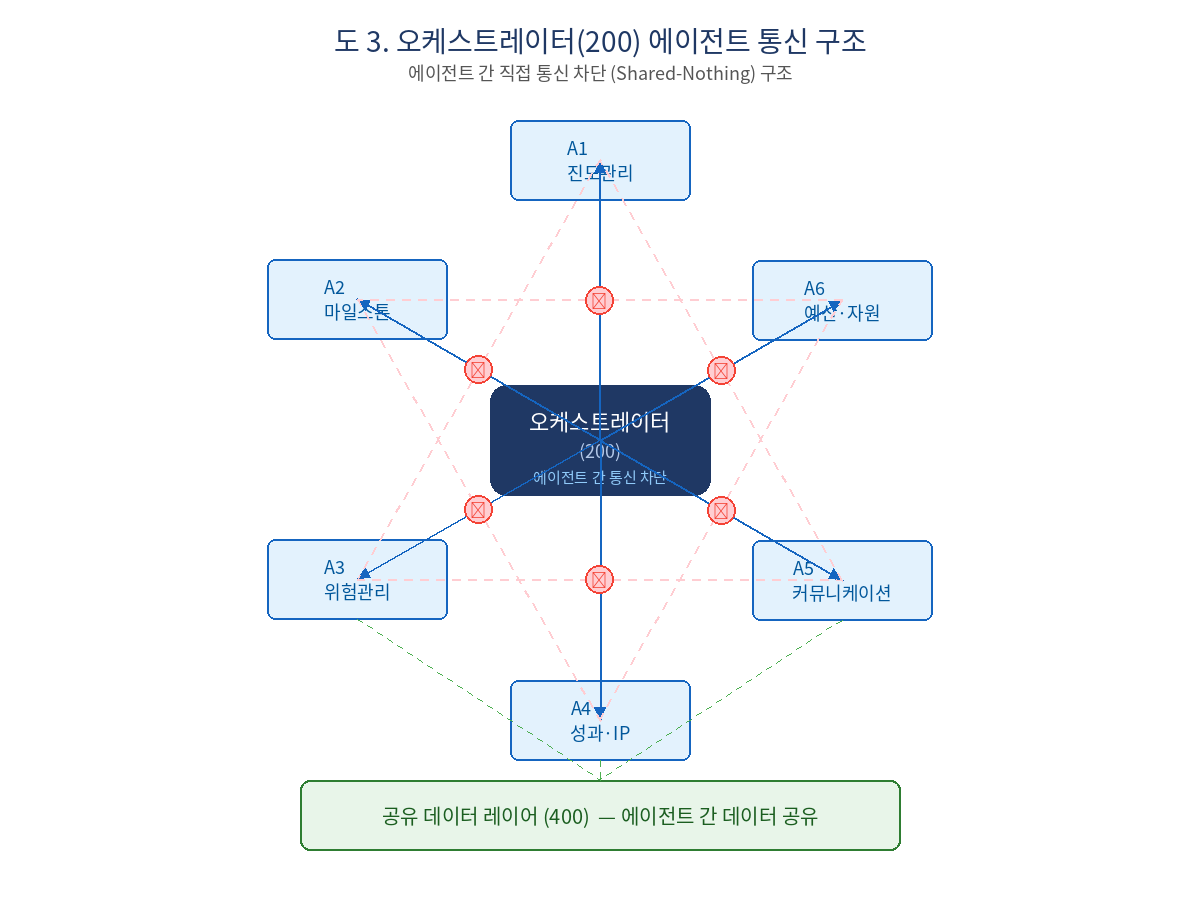 도 3. 오케스트레이터(200) 에이전트 통신 구조
에이전트 간 직접 통신 차단 (Shared-Nothing) 구조
A1
진도관리
A2
마일스톤
A6
예산·자원
오케스트레이터
(200)
에이전트 간 통신 차단
A3
위험관리
A5
커뮤니케이션
A4
성과·IP
공유 데이터 레이어 (400) — 에이전트 간 데이터 공유